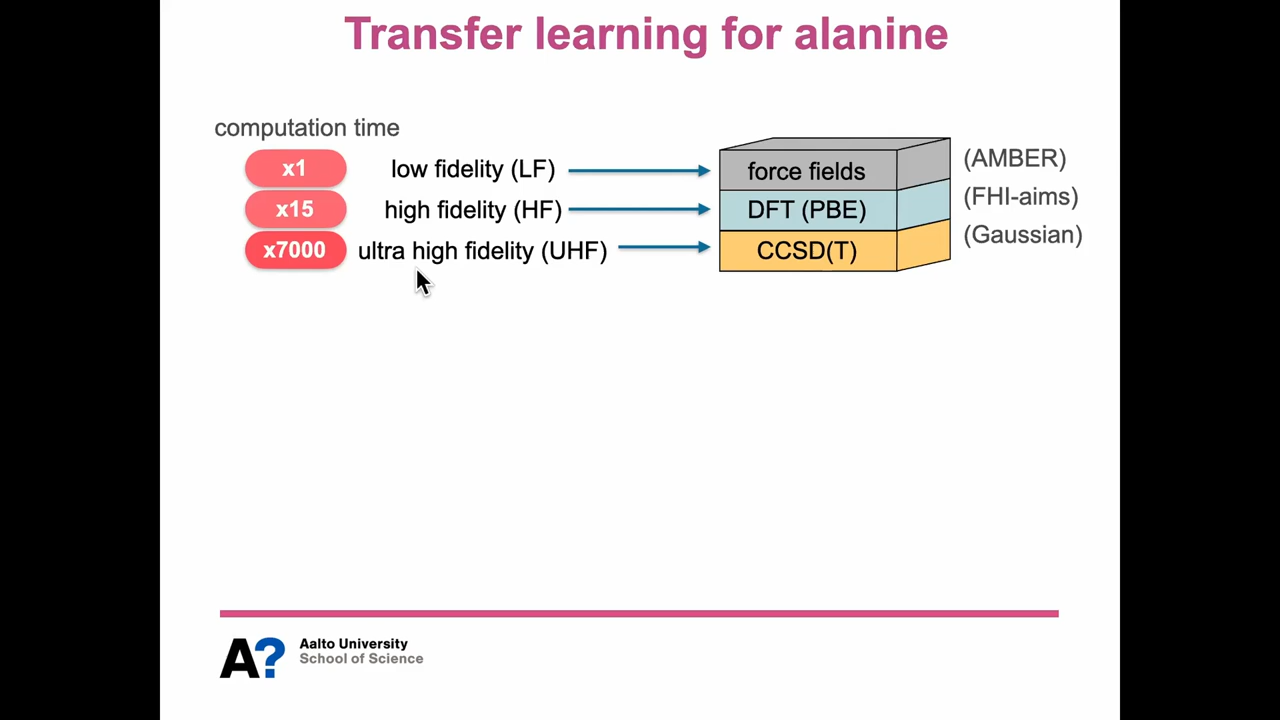 Transfer learning for alanine
computation time
x1 low fidelity (LF) force fields (AMBER)
x15 high fidelity (HF) DFT (PBE) (FHI-aims)
x7000 ultra high fidelity (UHF) CCSD(T) (Gaussian)
A?
Aalto University
School of Science